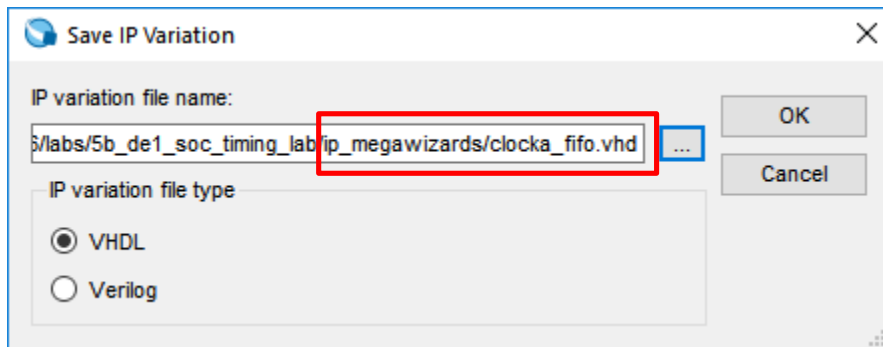 Save IP Variation
IP variation file name:
/labs/5b_de1_soc_timing_lab/ip_megawizards/clocka_fifo.vhd
...
OK
Cancel
IP variation file type
VHDL
Verilog